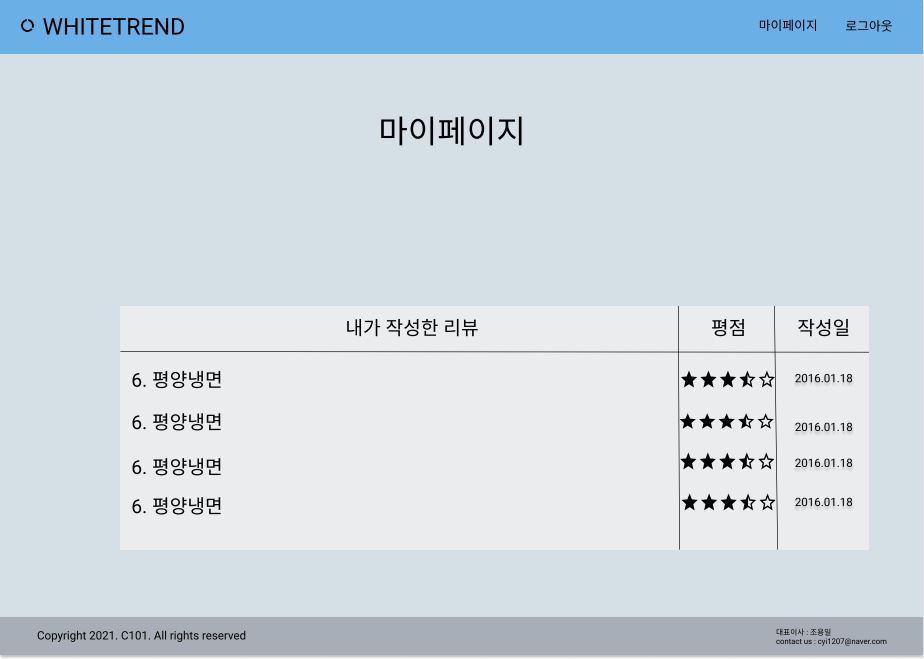 WHITETREND
마이페이지 로그아웃
마이페이지
내가 작성한 리뷰 평점 작성일
6. 평양냉면 2016.01.18
6. 평양냉면 2016.01.18
6. 평양냉면 2016.01.18
6. 평양냉면 2016.01.18
Copyright 2021. C101. All rights reserved
대표이사 : 조용일
contact us : cyi1207@naver.com